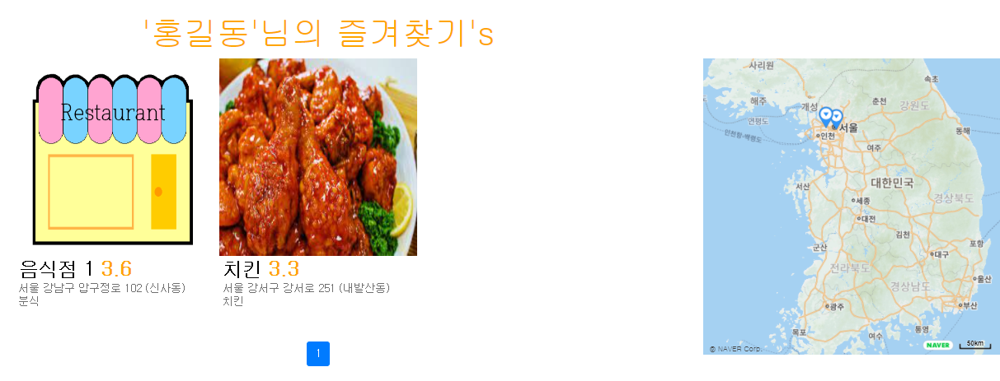 '홍길동'님의 즐겨찾기's
Restaurant
음식점 1 3.6
서울 강남구 압구정로 102 (신사동)
분식
치킨 3.3
서울 강서구 강서로 251 (내발산동)
치킨
1
사리원
속초
해주
개성
춘천
강원도
연평도
서울
인천
인천항-백령도
동해
여주
대한민국
서산
세종
경상북도
대전
김천
군산
포항
대구
전라북도
경상남도
울산
광주
부산
목포
여수
통영
NAVER
50km
© NAVER Corp.